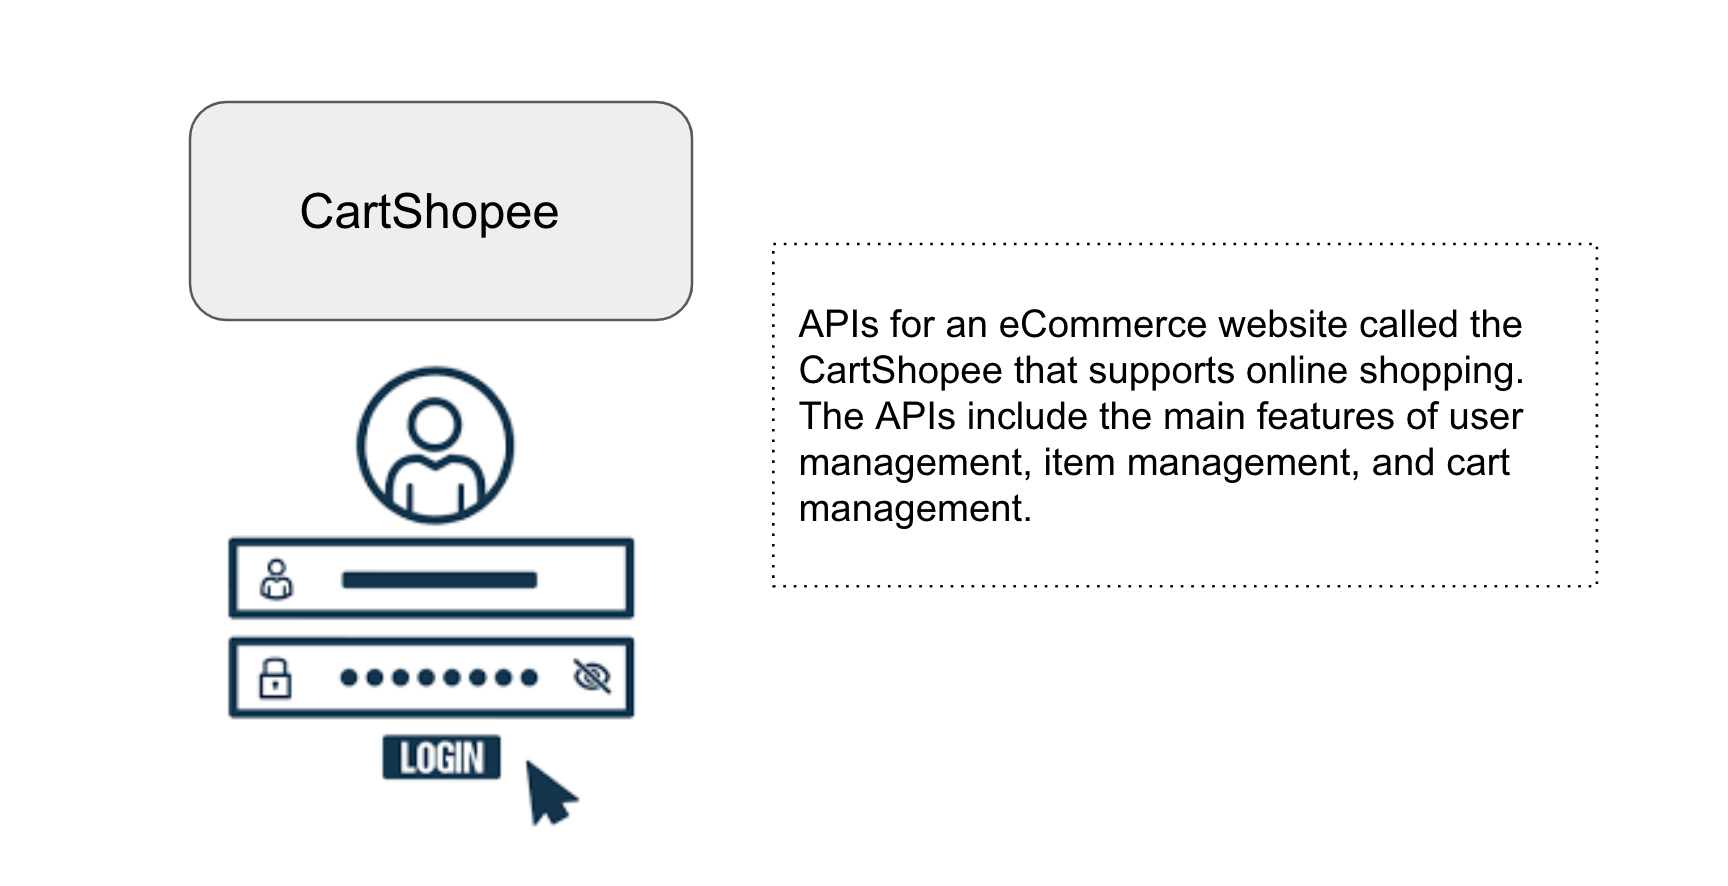 CartShopee
APIs for an eCommerce website called the
CartShopee that supports online shopping.
The APIs include the main features of user
management, item management, and cart
management.
LOGIN